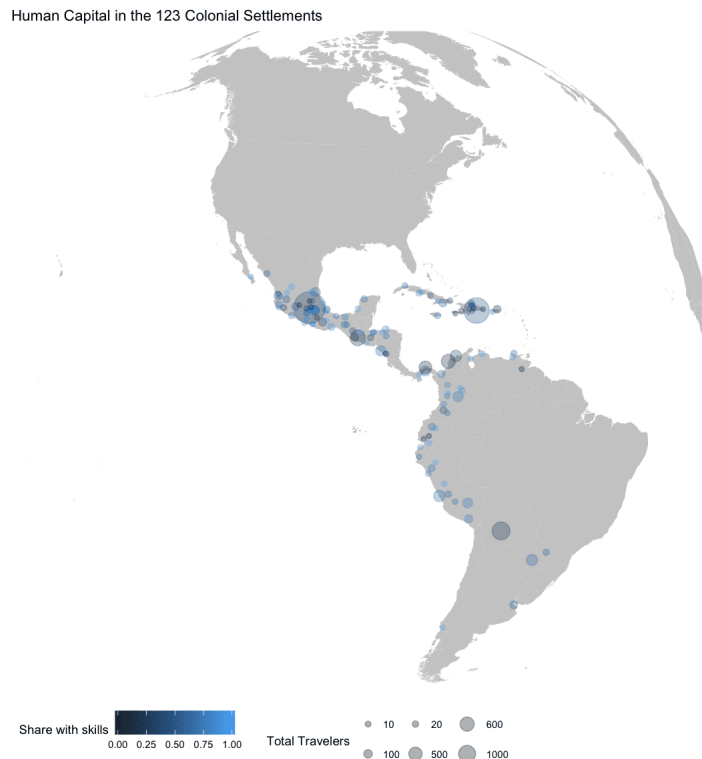 Human Capital in the 123 Colonial Settlements
Share with skills
0.00 0.25 0.50 0.75 1.00
Total Travelers
10 20 600
100 500 1000